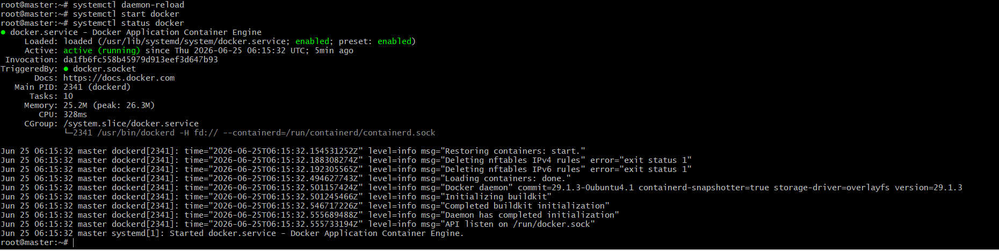 root@master:~# systemctl daemon-reload
root@master:~# systemctl start docker
root@master:~# systemctl status docker
● docker.service - Docker Application Container Engine
     Loaded: loaded (/usr/lib/systemd/system/docker.service; enabled; preset: enabled)
     Active: active (running) since Thu 2026-06-25 06:15:32 UTC; 5min ago
 Invocation: da1fb6fc558b45979d913eef3d647b93
TriggeredBy: ● docker.socket
       Docs: https://docs.docker.com
   Main PID: 2341 (dockerd)
      Tasks: 10
     Memory: 25.2M (peak: 26.3M)
        CPU: 328ms
     CGroup: /system.slice/docker.service
             └─2341 /usr/bin/dockerd -H fd:// --containerd=/run/containerd/containerd.sock
Jun 25 06:15:32 master dockerd[2341]: time="2026-06-25T06:15:32.154531252Z" level=info msg="Restoring containers: start."
Jun 25 06:15:32 master dockerd[2341]: time="2026-06-25T06:15:32.188308274Z" level=info msg="Deleting nftables IPv4 rules" error="exit status 1"
Jun 25 06:15:32 master dockerd[2341]: time="2026-06-25T06:15:32.192305565Z" level=info msg="Deleting nftables IPv6 rules" error="exit status 1"
Jun 25 06:15:32 master dockerd[2341]: time="2026-06-25T06:15:32.494627743Z" level=info msg="Loading containers: done."
Jun 25 06:15:32 master dockerd[2341]: time="2026-06-25T06:15:32.501157424Z" level=info msg="Docker daemon" commit=29.1.3-0ubuntu4.1 containerd-snapshotter=true storage-driver=overlayfs version=29.1.3
Jun 25 06:15:32 master dockerd[2341]: time="2026-06-25T06:15:32.501245466Z" level=info msg="Initializing buildkit"
Jun 25 06:15:32 master dockerd[2341]: time="2026-06-25T06:15:32.546717226Z" level=info msg="Completed buildkit initialization"
Jun 25 06:15:32 master dockerd[2341]: time="2026-06-25T06:15:32.555689488Z" level=info msg="Daemon has completed initialization"
Jun 25 06:15:32 master dockerd[2341]: time="2026-06-25T06:15:32.555733194Z" level=info msg="API listen on /run/docker.sock"
Jun 25 06:15:32 master systemd[1]: Started docker.service - Docker Application Container Engine.
root@master:~#